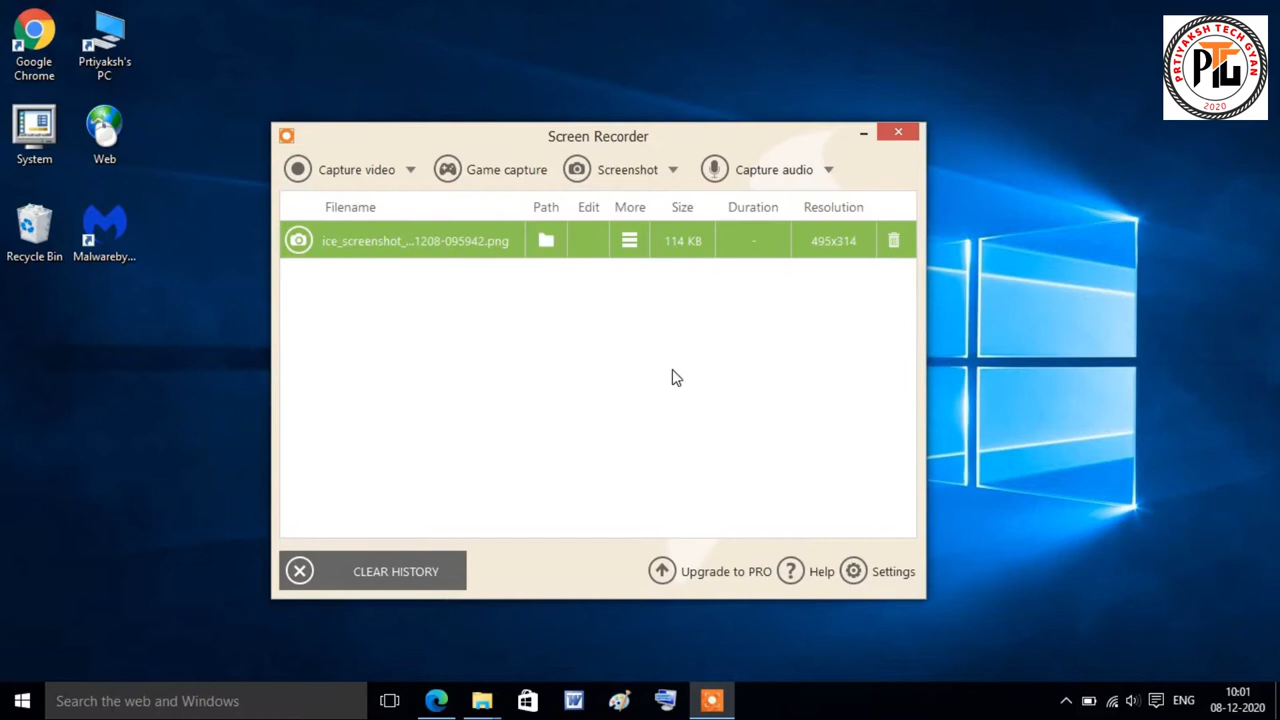 Google
Chrome
Prtiyaksh's
PC
System
Web
Recycle Bin
Malwareby...
PRTIYAKSH TECH GYAN
PTG
2020
Screen Recorder
Capture video
Game capture
Screenshot
Capture audio
Filename Path Edit More Size Duration Resolution
ice_screenshot_...1208-095942.png 114 KB - 495x314
CLEAR HISTORY
Upgrade to PRO
? Help
Settings
Search the web and Windows
ENG
10:01
08-12-2020